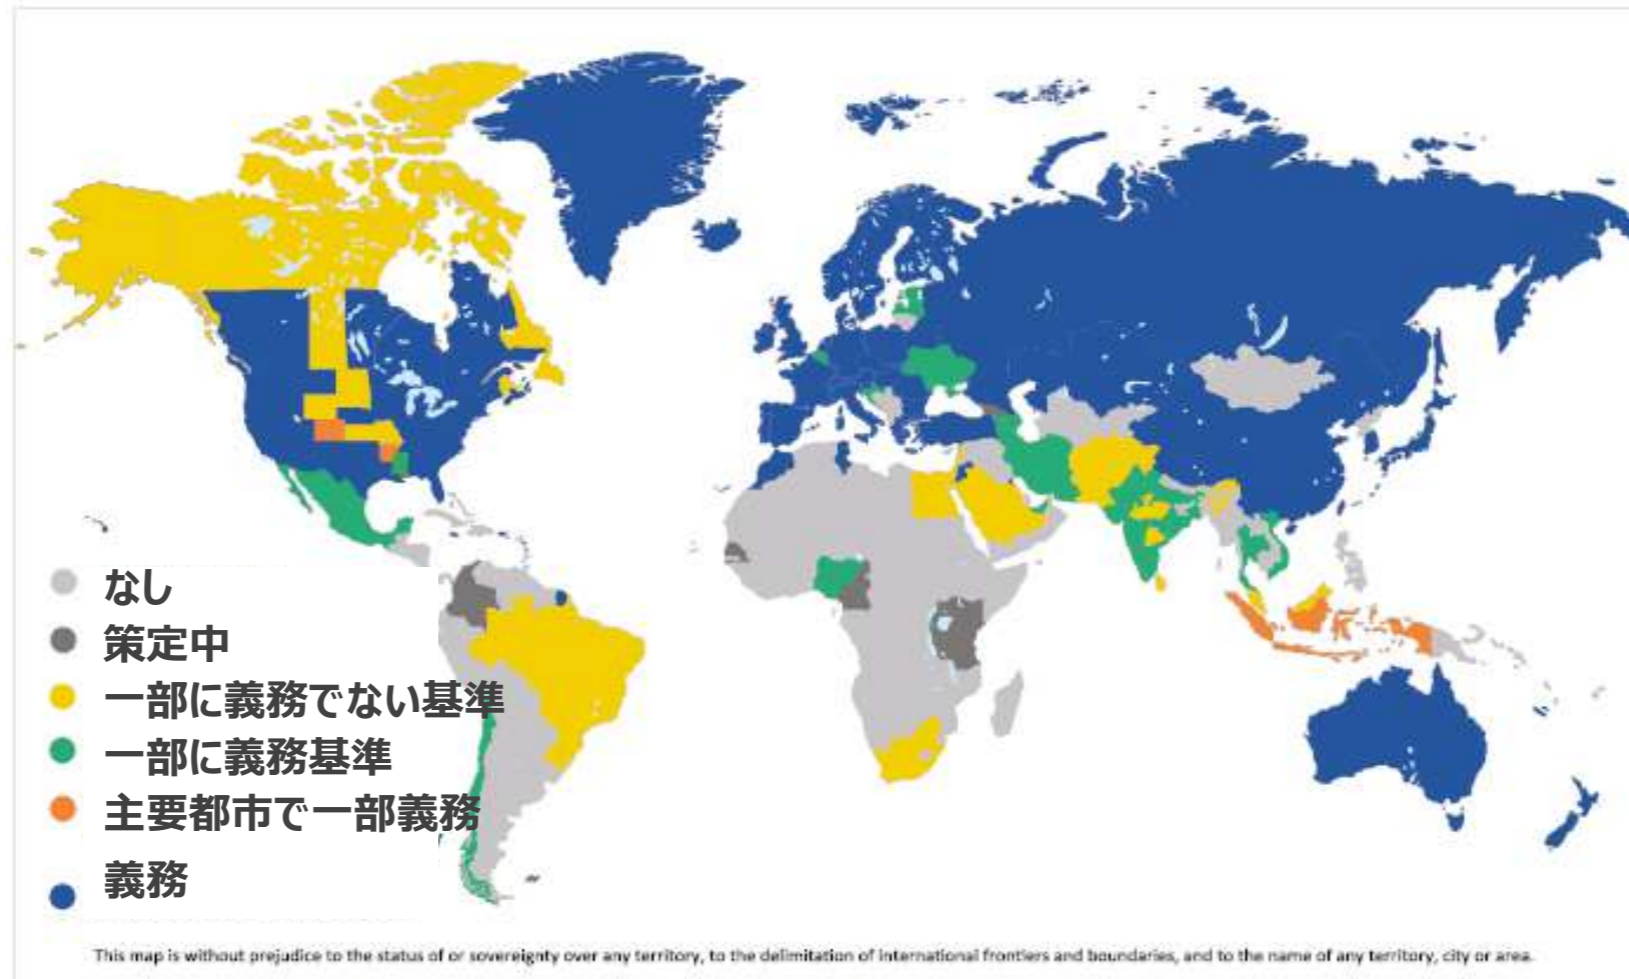 なし
策定中
一部に義務でない基準
一部に義務基準
主要都市で一部義務
義務
This map is without prejudice to the status of or sovereignty over any territory, to the delimitation of international frontiers and boundaries, and to the name of any territory, city or area.